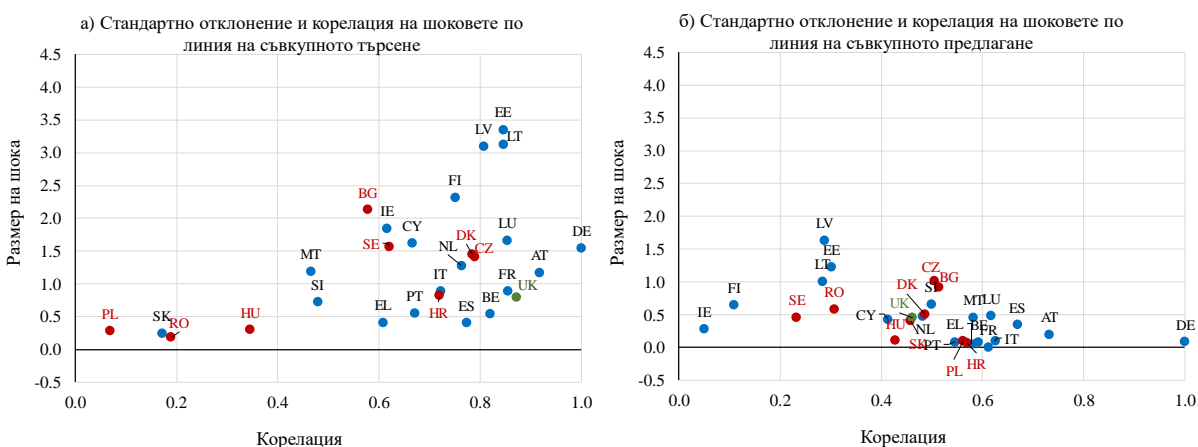 а) Стандартно отклонение и корелация на шоковете по
линия на съвкупното търсене
4.5
4.0
3.5
3.0
2.5
2.0
1.5
1.0
0.5
0.0
-0.5
Размер на шока
EE
LV
LT
FI
BG
IE
SE
CY
DK
LU
DE
NL
CZ
MT
AT
SI
IT
FR
UK
HR
PT
BE
EL
ES
PL
SK
RO
HU
0.0
0.2
0.4
0.6
0.8
1.0
Корелация
б) Стандартно отклонение и корелация на шоковете по
линия на съвкупното предлагане
4.5
4.0
3.5
3.0
2.5
2.0
1.5
1.0
0.5
0.0
-0.5
Размер на шока
LV
EE
LT
CZ
BG
DK
FI
RO
SE
SI
UK
MT
LU
IE
CY
ES
HU
NL
EL
BE
FR
AT
DE
SK
PT
IT
PL
HR
0.0
0.2
0.4
0.6
0.8
1.0
Корелация